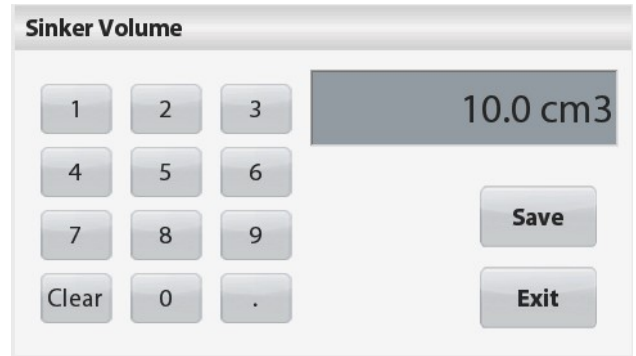 Sinker Volume
10.0 cm3
1 2 3
4 5 6
7 8 9
Clear 0 .
Save
Exit